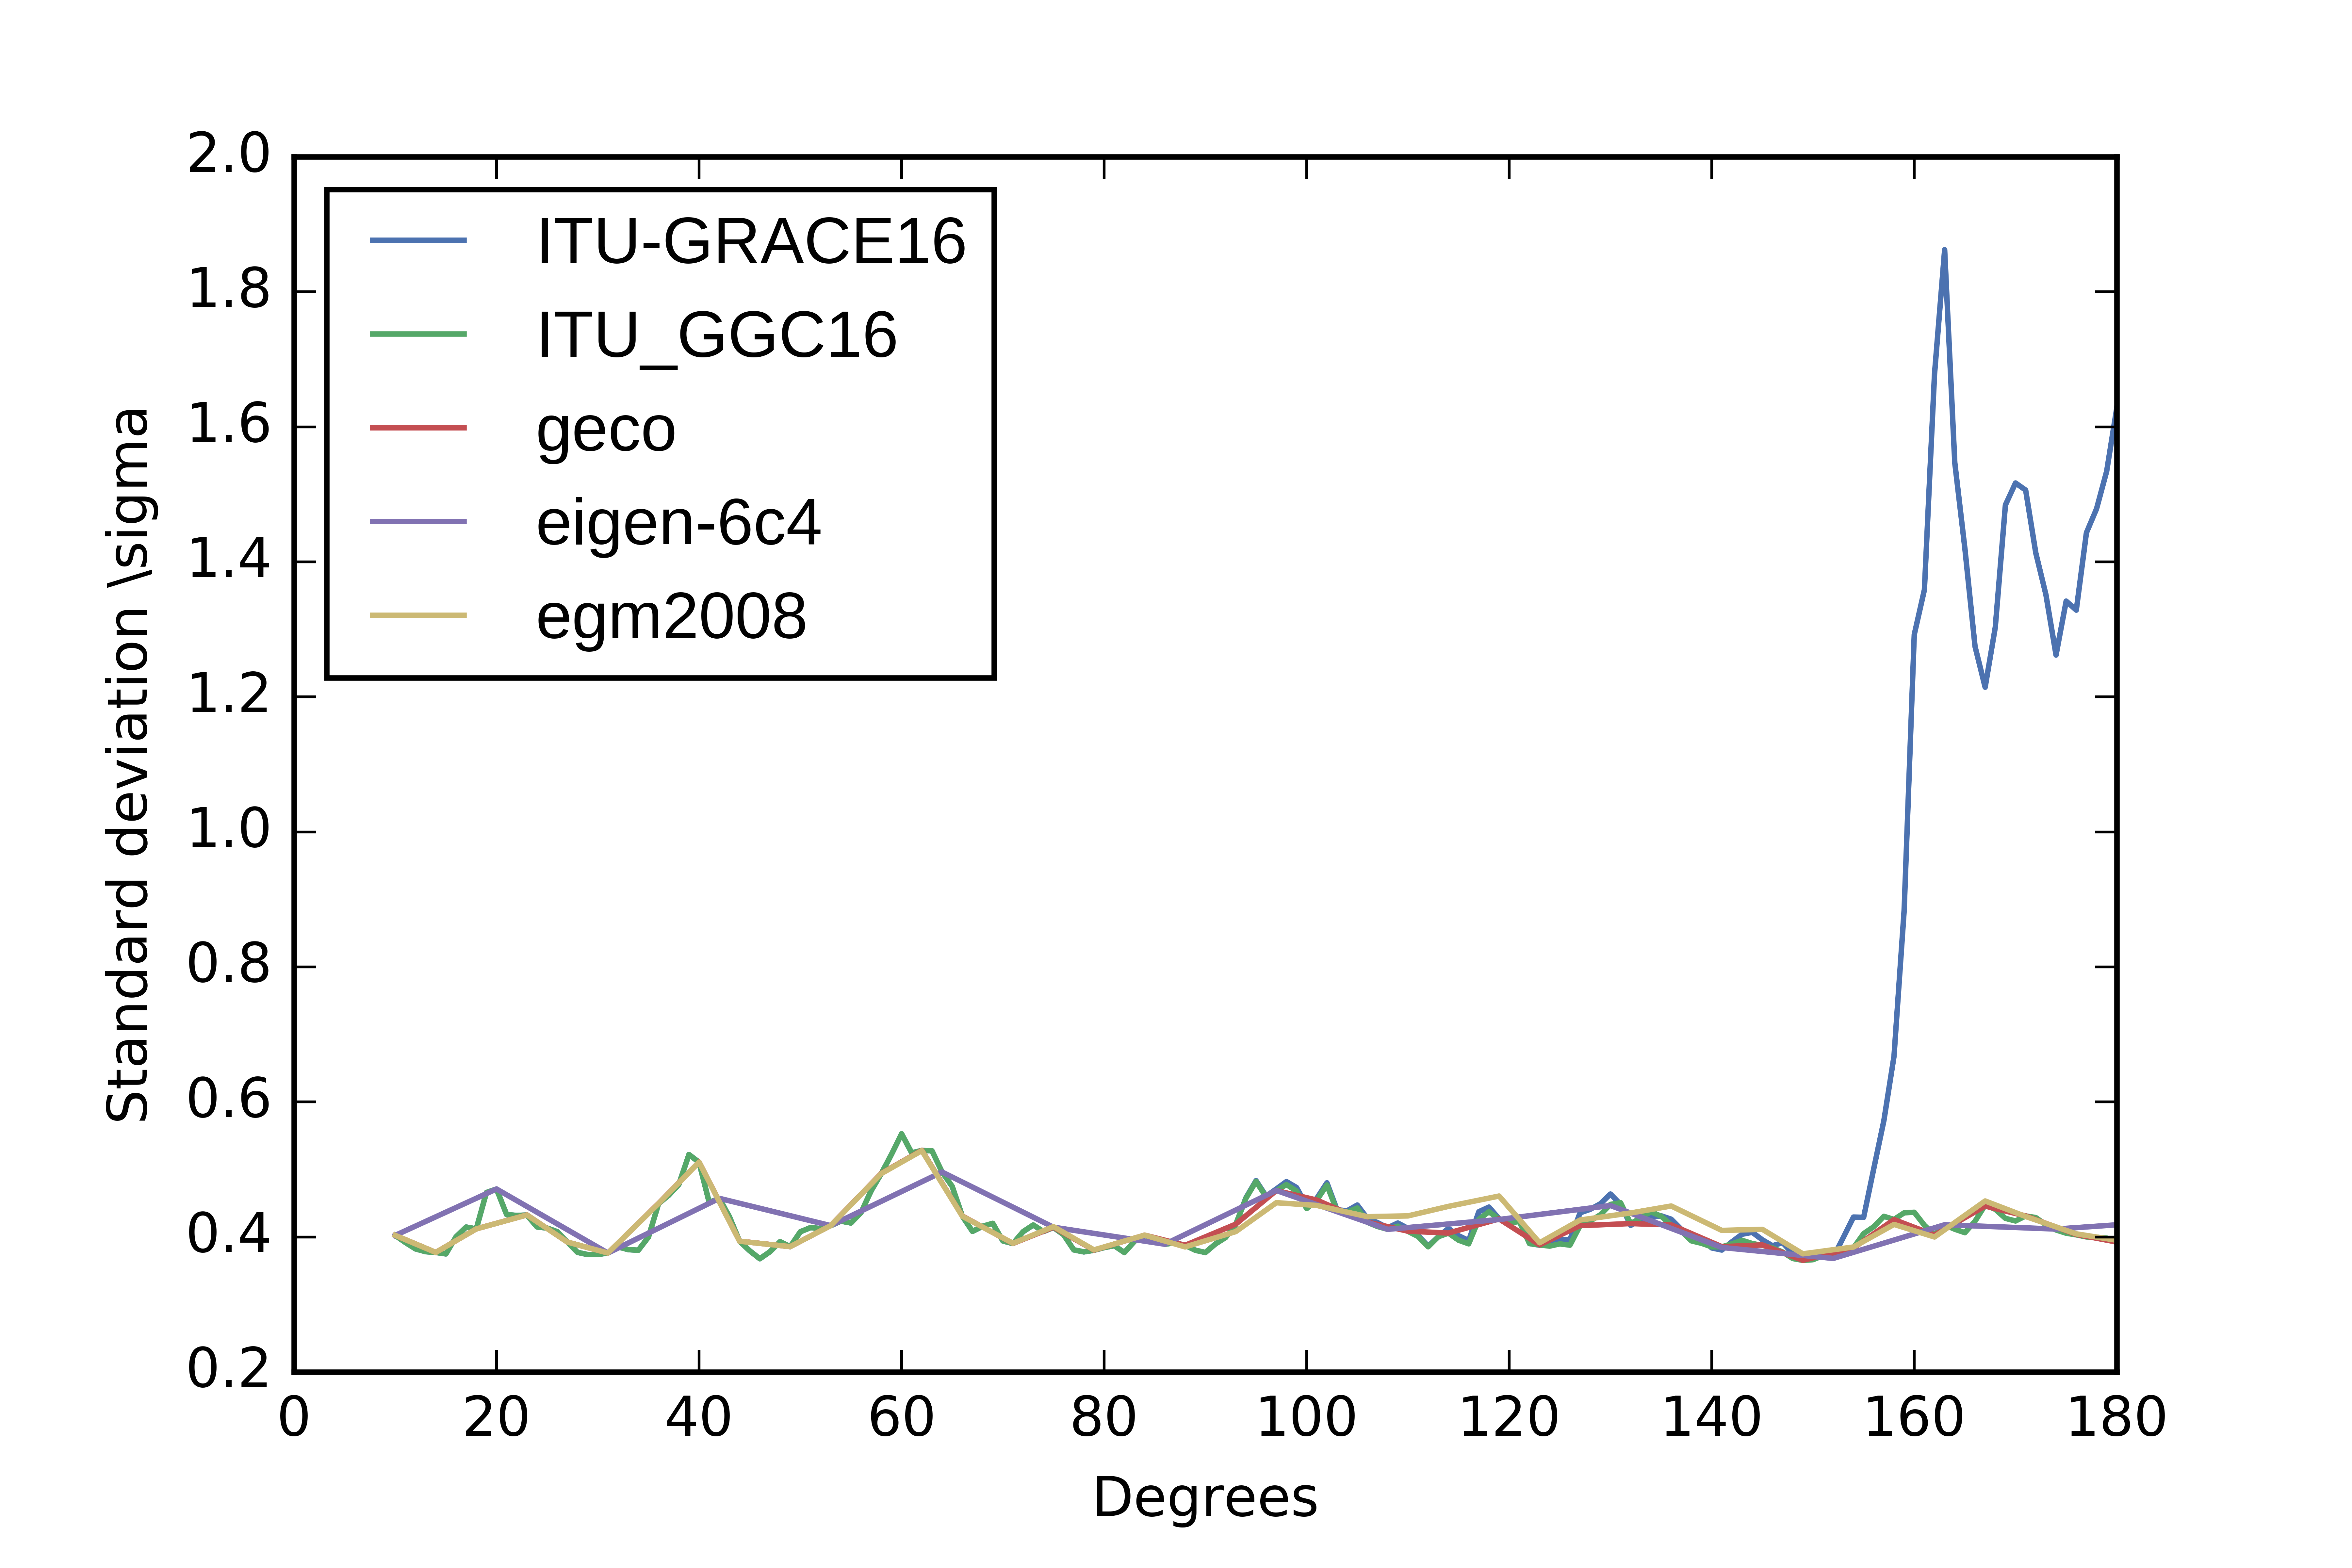 2.0
1.8
1.6
1.4
1.2
1.0
0.8
0.6
0.4
0.2
Standard deviation \sigma
ITU-GRACE16
ITU_GGC16
geco
eigen-6c4
egm2008
0 20 40 60 80 100 120 140 160 180
Degrees